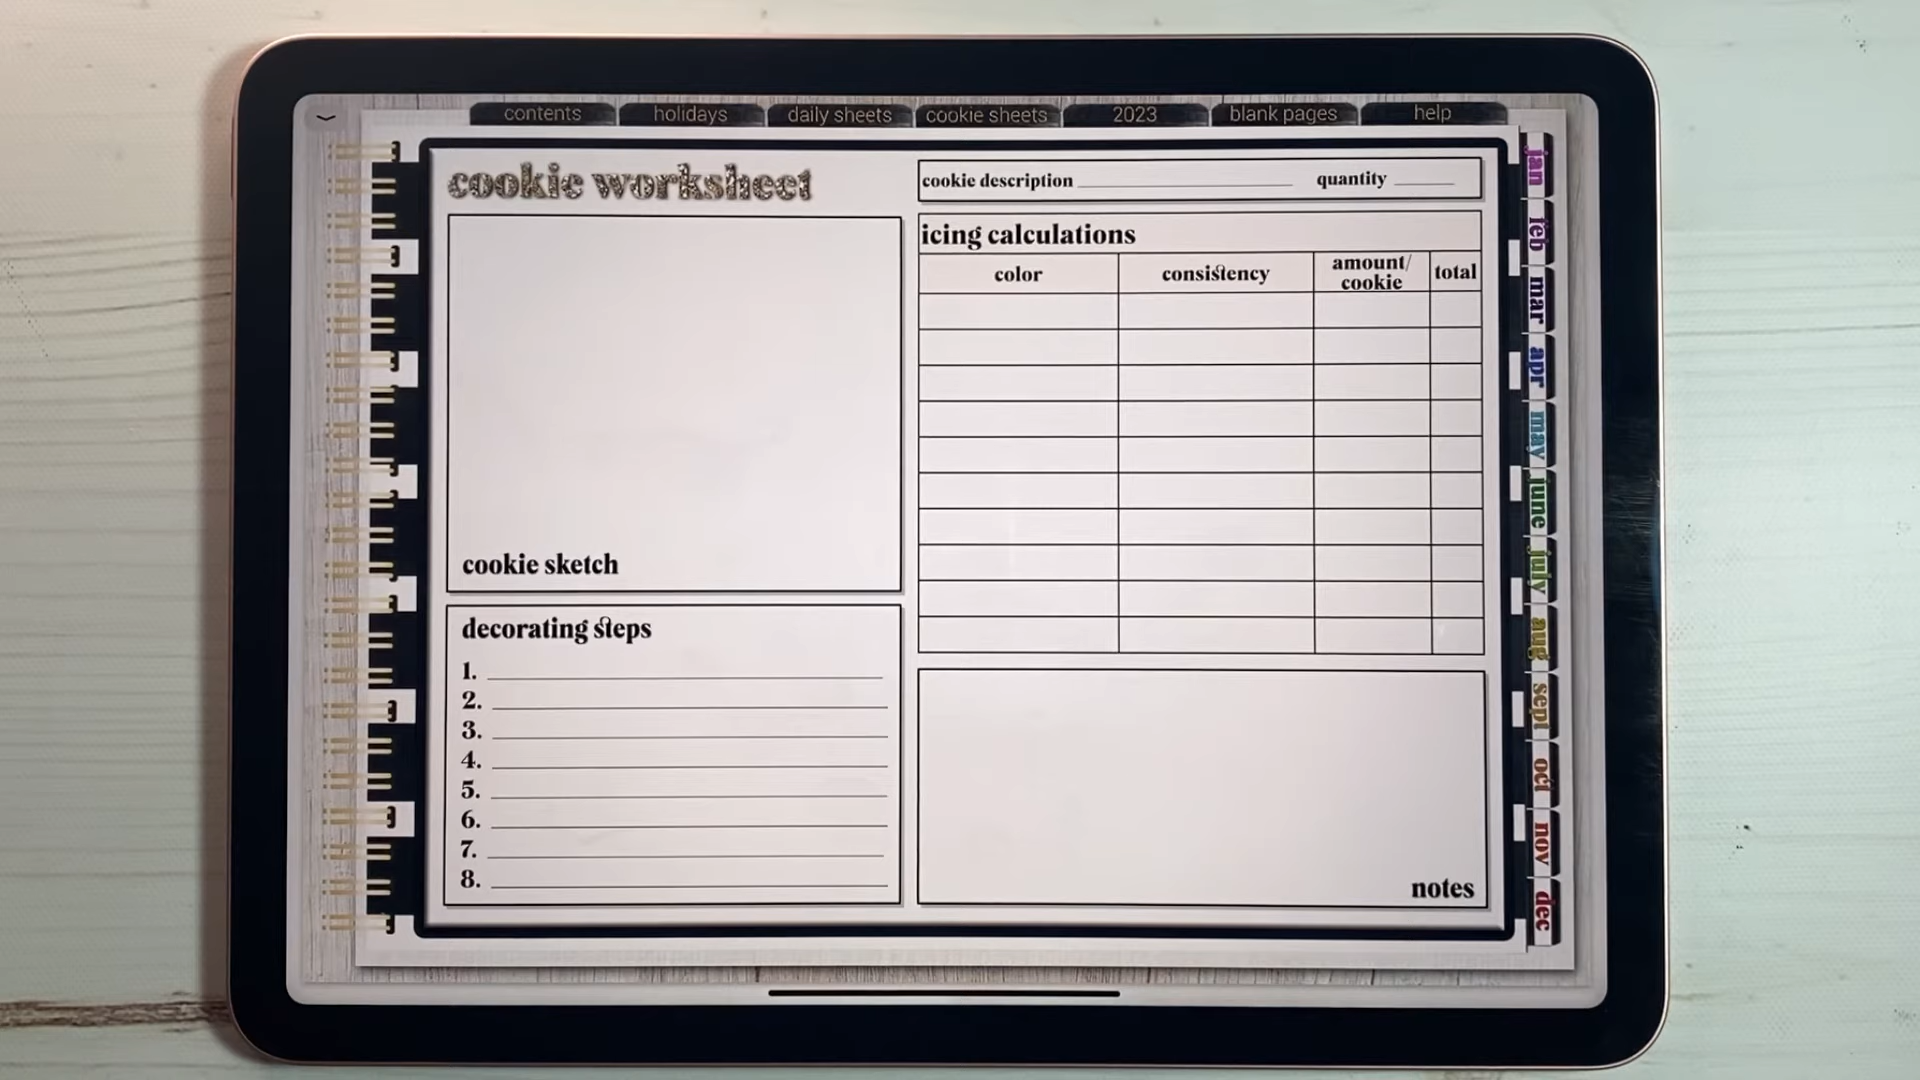 contents holidays daily sheets cookie sheets 2023 blank pages help
cookie worksheet
cookie description quantity
icing calculations
color consistency amount/ cookie total
cookie sketch
decorating steps
1.
2.
3.
4.
5.
6.
7.
8.
notes
jan
feb
mar
apr
may
june
july
aug
sept
oct
nov
dec